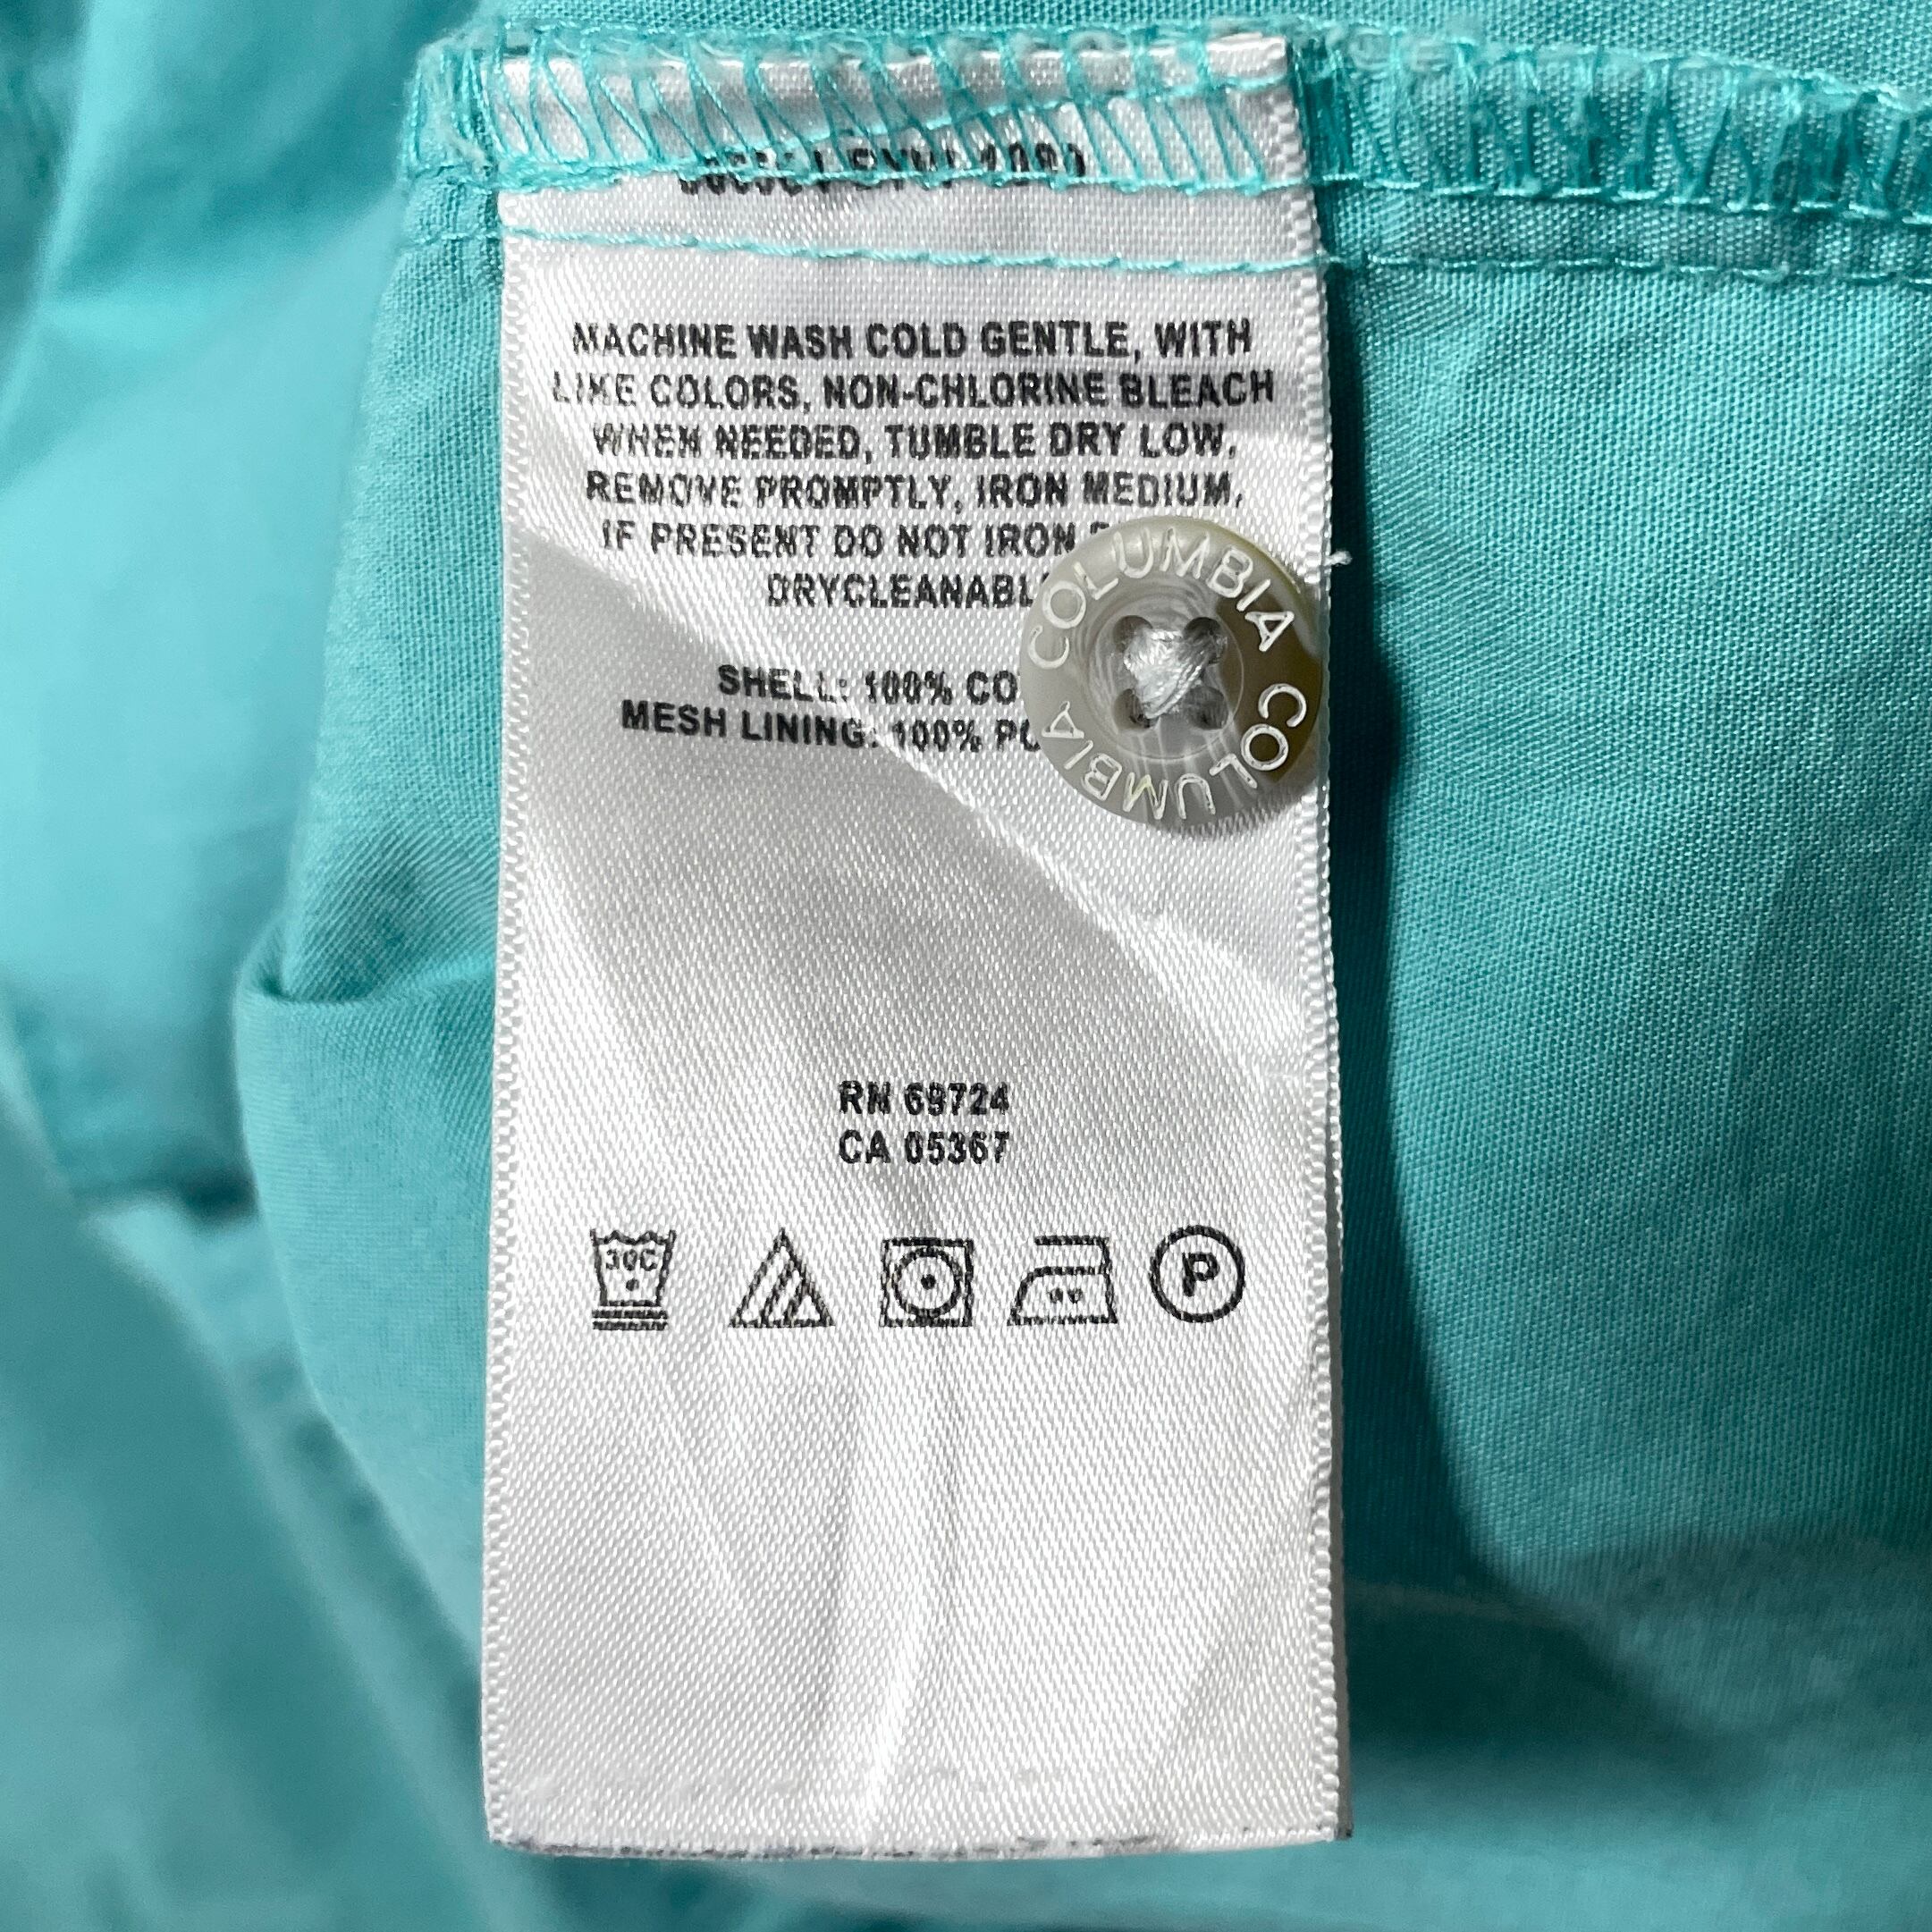 MACHINE WASH COLD GENTLE, WITH
LIKE COLORS, NON-CHLORINE BLEACH
WHEN NEEDED, TUMBLE DRY LOW,
REMOVE PROMPTLY, IRON MEDIUM,
IF PRESENT DO NOT IRON
DRYCLEANABL
SHELL: 100% CO
MESH LINING: 100% PO
COLUMBIA COLUMBIA
RN 69724
CA 05367
30C
P